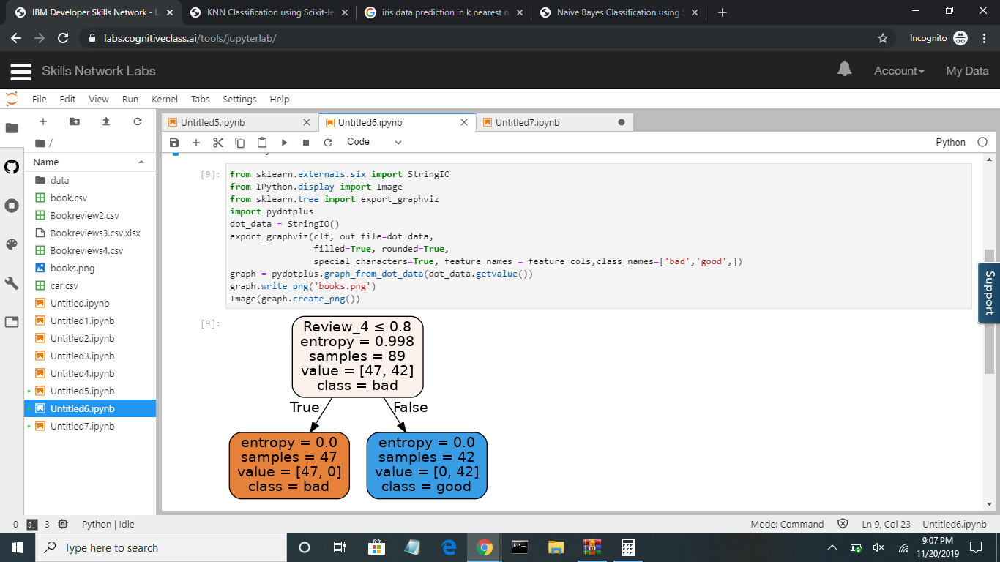 IBM Developer Skills Network - L
KNN Classification using Scikit-le
iris data prediction in k nearest n
Naive Bayes Classification using S
labs.cognitiveclass.ai/tools/jupyterlab/
Incognito
Skills Network Labs
Account
My Data
File Edit View Run Kernel Tabs Settings Help
/
Name
data
book.csv
Bookreview2.csv
Bookreviews3.csv.xlsx
Bookreviews4.csv
books.png
car.csv
Untitled.ipynb
Untitled1.ipynb
Untitled2.ipynb
Untitled3.ipynb
Untitled4.ipynb
Untitled5.ipynb
Untitled6.ipynb
Untitled7.ipynb
Untitled5.ipynb
Untitled6.ipynb
Untitled7.ipynb
Code
Python
[9]:
from sklearn.externals.six import StringIO
from IPython.display import Image
from sklearn.tree import export_graphviz
import pydotplus
dot_data = StringIO()
export_graphviz(clf, out_file=dot_data,
filled=True, rounded=True,
special_characters=True, feature_names = feature_cols,class_names=['bad','good',])
graph = pydotplus.graph_from_dot_data(dot_data.getvalue())
graph.write_png('books.png')
Image(graph.create_png())
[9]:
Review_4 ≤ 0.8
entropy = 0.998
samples = 89
value = [47, 42]
class = bad
True
False
entropy = 0.0
samples = 47
value = [47, 0]
class = bad
entropy = 0.0
samples = 42
value = [0, 42]
class = good
Support
0
3
Python | Idle
Mode: Command
Ln 9, Col 23
Untitled6.ipynb
Type here to search
9:07 PM
11/20/2019